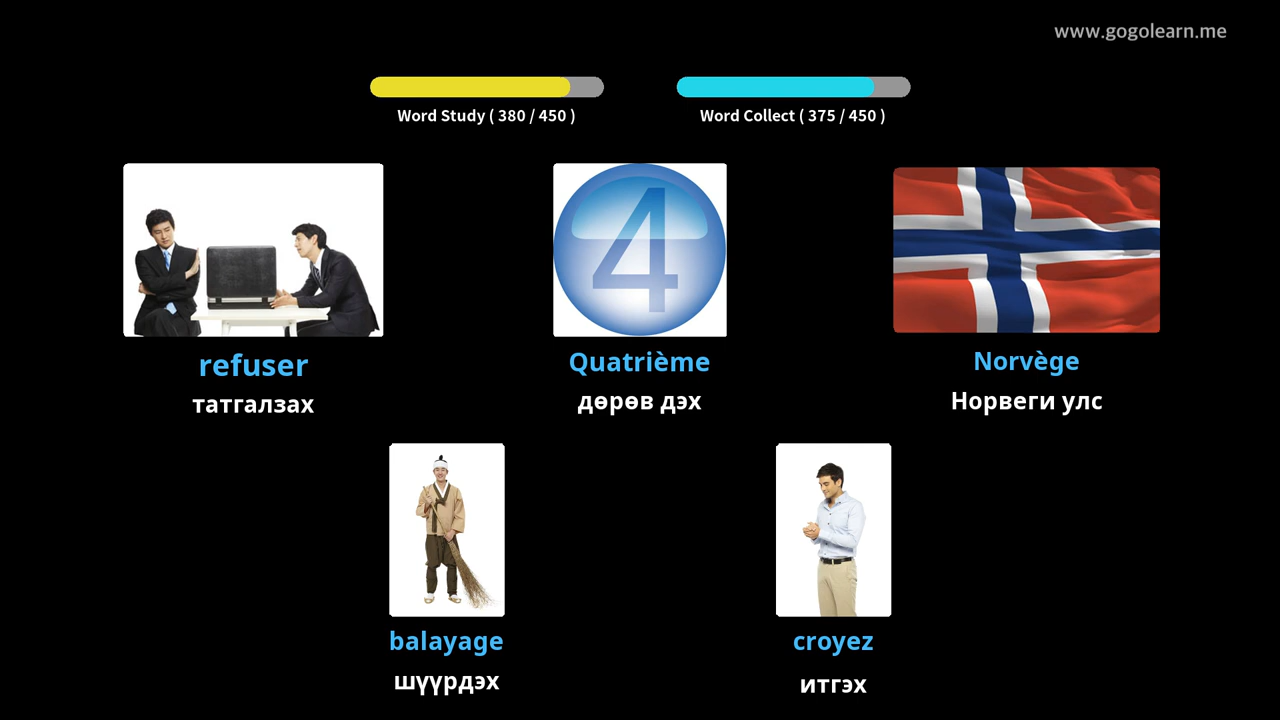 www.gogolearn.me
Word Study ( 380 / 450 )
Word Collect ( 375 / 450 )
4
refuser
татгалзах
Quatrième
дөрөв дэх
Norvège
Норвеги улс
balayage
шүүрдэх
croyez
итгэх